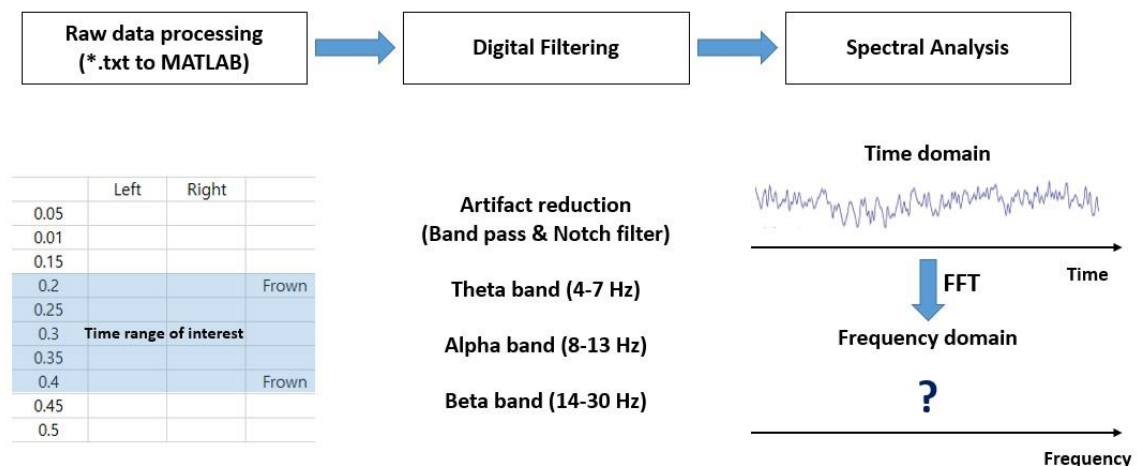 Raw data processing
(*.txt to MATLAB)
Digital Filtering
Spectral Analysis
Left Right
0.05
0.01
0.15
0.2 Frown
0.25
0.3 Time range of interest
0.35
0.4 Frown
0.45
0.5
Artifact reduction
(Band pass & Notch filter)
Theta band (4-7 Hz)
Alpha band (8-13 Hz)
Beta band (14-30 Hz)
Time domain
Time
FFT
Frequency domain
?
Frequency